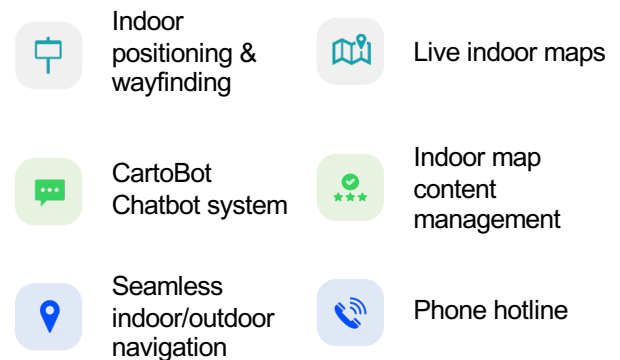 Indoor
positioning &
wayfinding
Live indoor maps
CartoBot
Chatbot system
Indoor map
content
management
Seamless
indoor/outdoor
navigation
Phone hotline